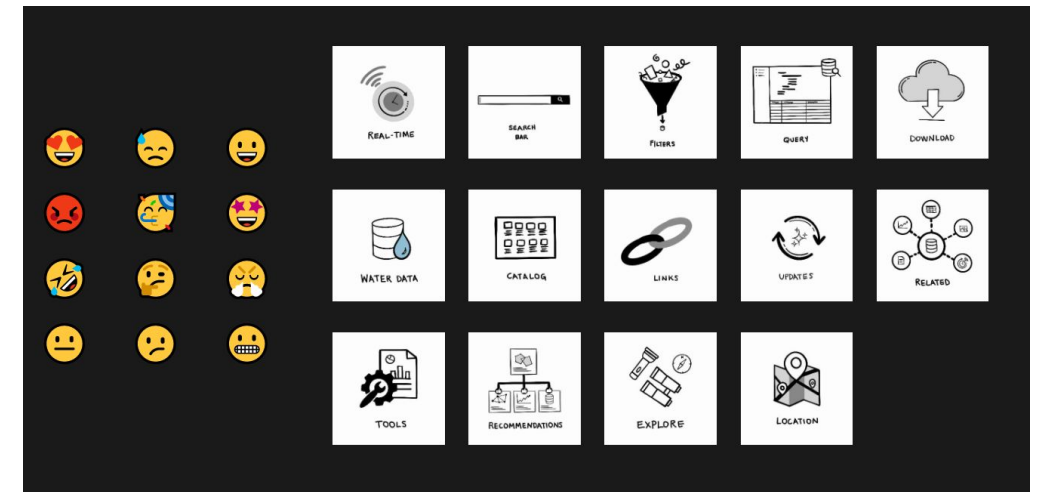 REAL-TIME
SEARCH
BAR
FILTERS
QUERY
DOWNLOAD
WATER DATA
CATALOG
LINKS
UPDATES
RELATED
TOOLS
RECOMMENDATIONS
EXPLORE
LOCATION